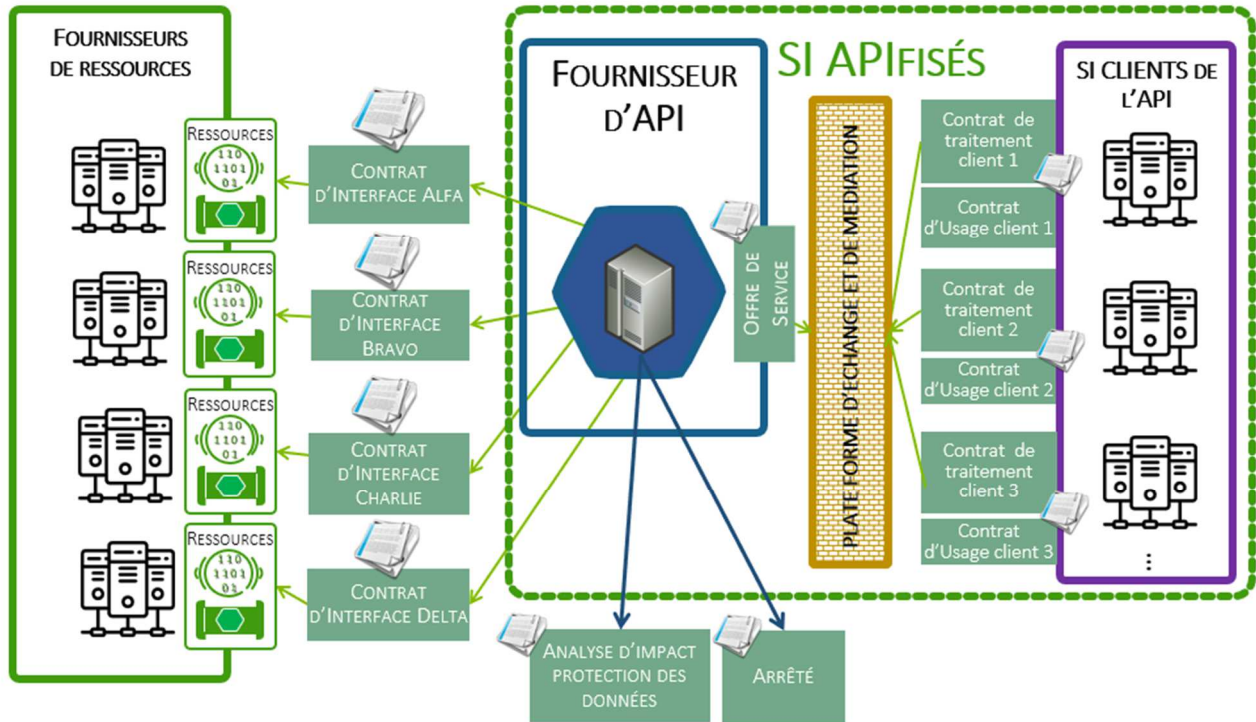 FOURNISSEURS
DE RESSOURCES
RESSOURCES
110
1101
01
CONTRAT
D'INTERFACE ALFA
RESSOURCES
110
1101
01
CONTRAT
D'INTERFACE
BRAVO
RESSOURCES
110
1101
01
CONTRAT
D'INTERFACE
CHARLIE
RESSOURCES
110
1101
01
CONTRAT
D'INTERFACE DELTA
FOURNISSEUR
D'API
SI APIFISÉS
OFFRE DE
SERVICE
PLATE FORME D'ECHANGE ET DE MEDIATION
SI CLIENTS DE
L'API
Contrat de
traitement
client 1
Contrat
d'Usage client 1
Contrat de
traitement
client 2
Contrat
d'Usage client 2
Contrat de
traitement
client 3
Contrat
d'Usage client 3
...
ANALYSE D'IMPACT
PROTECTION DES
DONNÉES
ARRÊTÉ